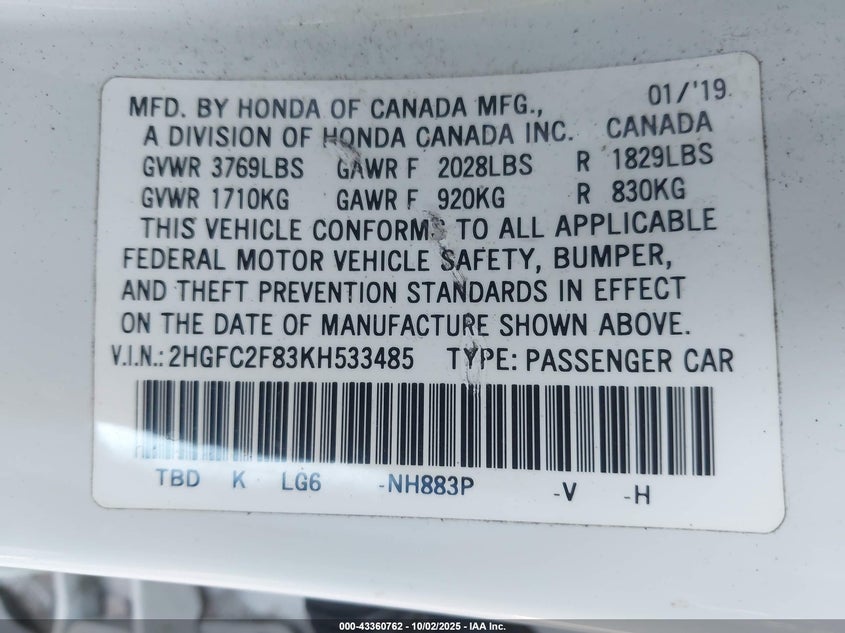 MFD. BY HONDA OF CANADA MFG., 01/'19
A DIVISION OF HONDA CANADA INC. CANADA
GVWR 3769LBS GAWR F 2028LBS R 1829LBS
GVWR 1710KG GAWR F 920KG R 830KG
THIS VEHICLE CONFORMS TO ALL APPLICABLE
FEDERAL MOTOR VEHICLE SAFETY, BUMPER,
AND THEFT PREVENTION STANDARDS IN EFFECT
ON THE DATE OF MANUFACTURE SHOWN ABOVE.
V.I.N.: 2HGFC2F83KH533485 TYPE: PASSENGER CAR
TBD K LG6 -NH883P -V -H
000-43360762 - 10/02/2025 - IAA Inc.